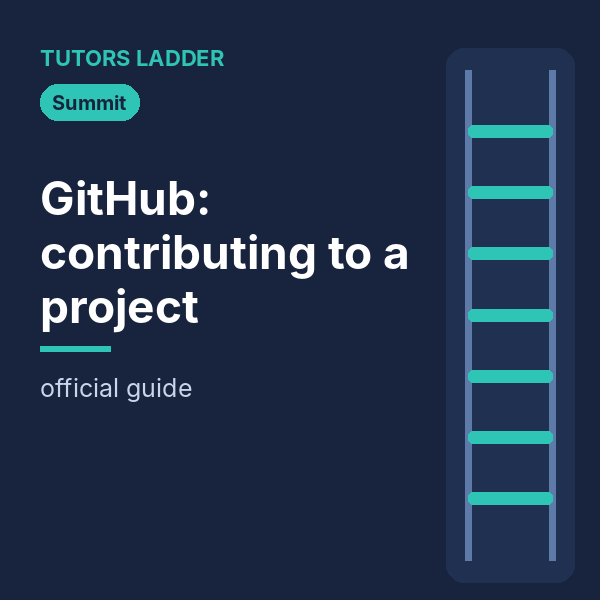 TUTORS LADDER
Summit
GitHub:
contributing to a
project
official guide